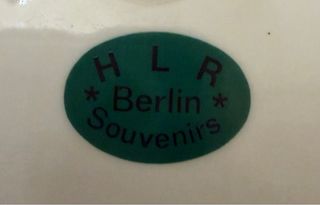 H L R
* Berlin *
Souvenirs